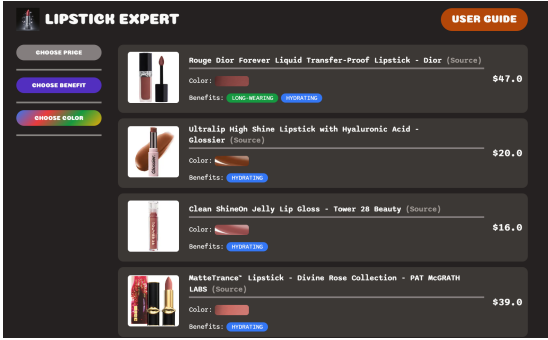 LIPSTICK EXPERT
USER GUIDE
CHOOSE PRICE
CHOOSE BENEFIT
CHOOSE COLOR
Rouge Dior Forever Liquid Transfer-Proof Lipstick - Dior (Source)
Color:
Benefits: LONG-WEARING HYDRATING
$47.0
Ultralip High Shine Lipstick with Hyaluronic Acid -
Glossier (Source)
Color:
Benefits: HYDRATING
$20.0
Clean ShineOn Jelly Lip Gloss - Tower 28 Beauty (Source)
Color:
Benefits: HYDRATING
$16.0
MatteTrance™ Lipstick - Divine Rose Collection - PAT McGRATH
LABS (Source)
Color:
Benefits: HYDRATING
$39.0